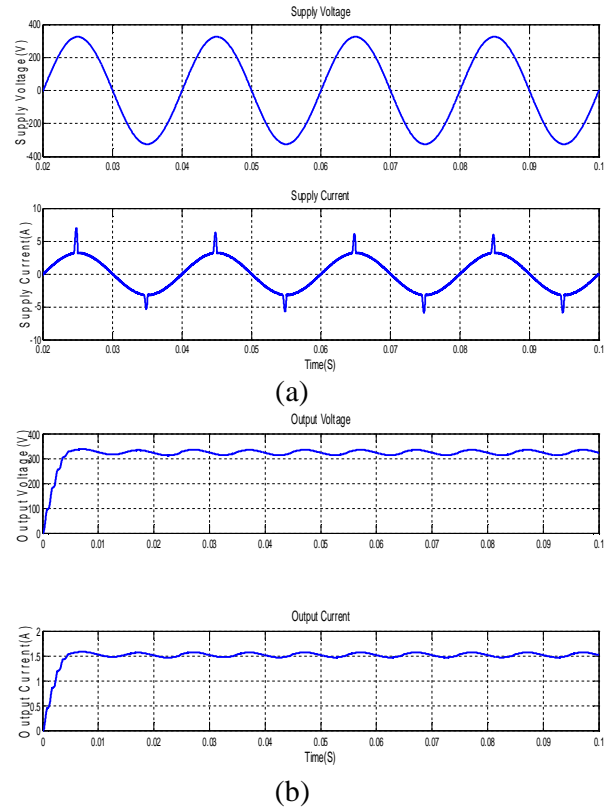 Supply Voltage
Supply Voltage (V)
400
200
0
-200
-400
0.02 0.03 0.04 0.05 0.06 0.07 0.08 0.09 0.1
Supply Current
Supply Current(A)
10
5
0
-5
-10
0.02 0.03 0.04 0.05 0.06 0.07 0.08 0.09 0.1
Time(S)
(a)
Output Voltage
Output Voltage (V)
400
300
200
100
0
0 0.01 0.02 0.03 0.04 0.05 0.06 0.07 0.08 0.09 0.1
Output Current
Output Current(A)
2
1.5
1
0.5
0
0 0.01 0.02 0.03 0.04 0.05 0.06 0.07 0.08 0.09 0.1
Time(S)
(b)